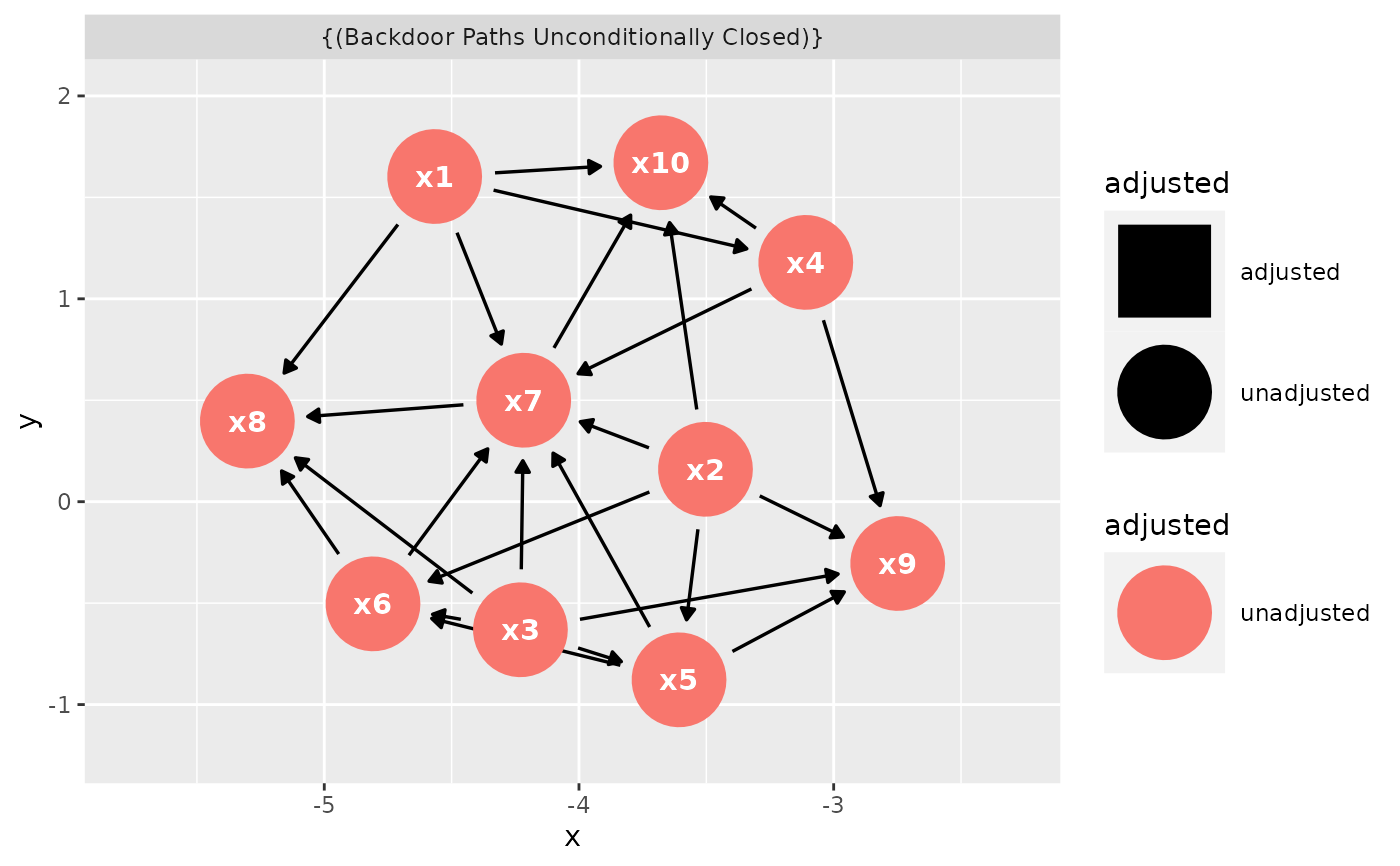 {(Backdoor Paths Unconditionally Closed)}
2
1
0
-1
y
x1
x10
x4
x7
x8
x2
x9
x6
x3
x5
-5
-4
-3
x
adjusted
adjusted
unadjusted
adjusted
unadjusted